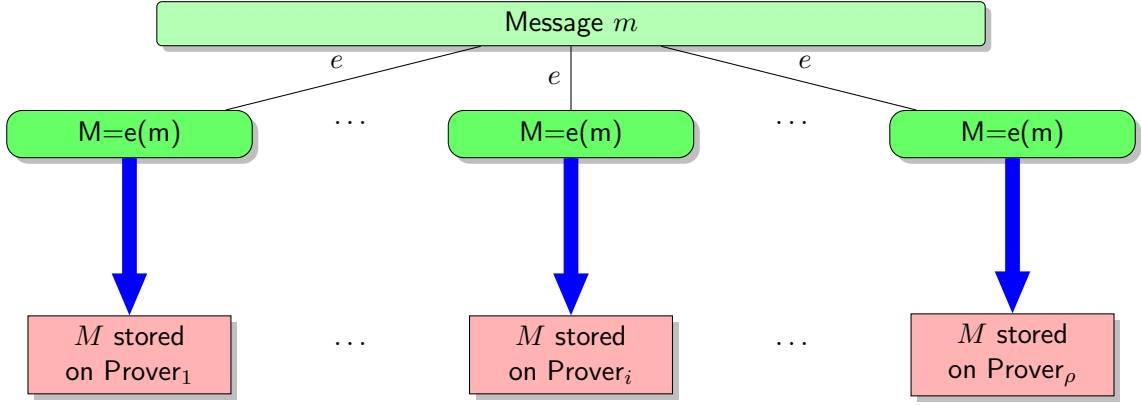 Message m
e
e
e
M=e(m)
...
M=e(m)
...
M=e(m)
M stored
on Prover₁
...
M stored
on Proverᵢ
...
M stored
on Proverᵨ